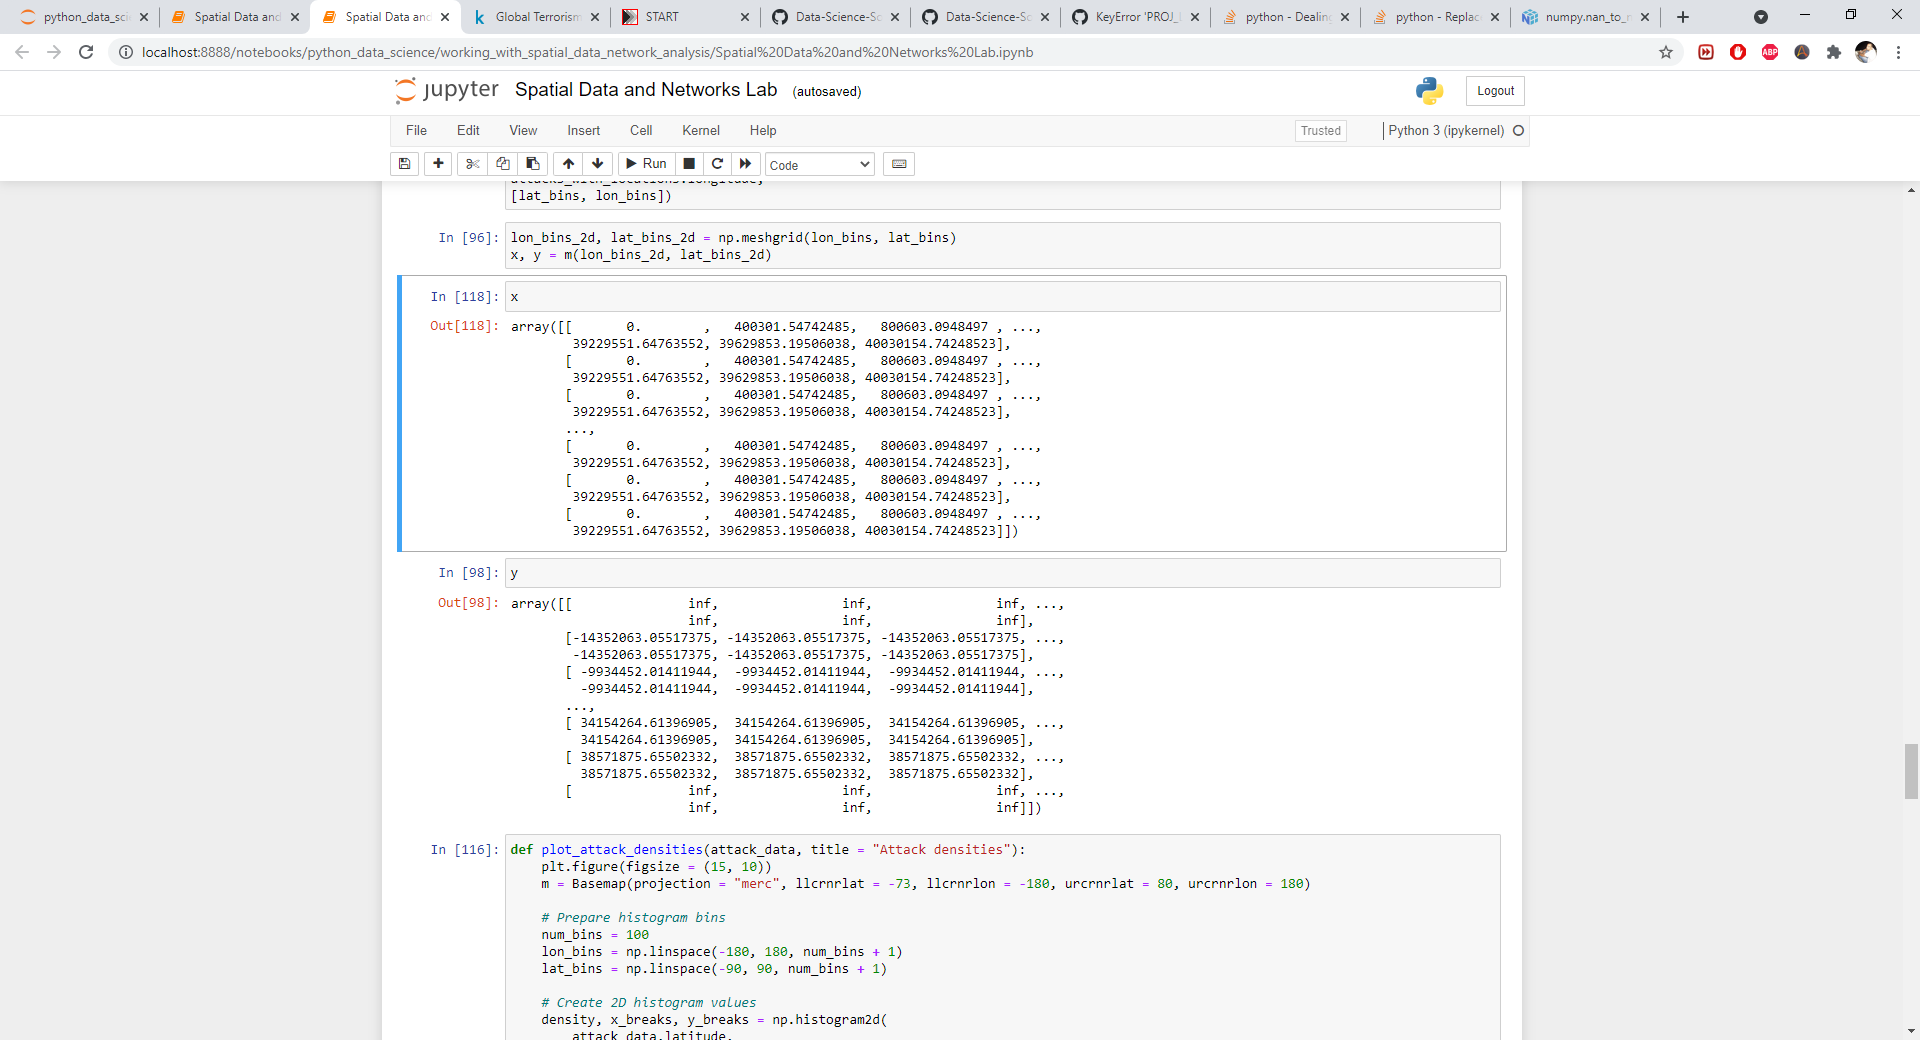 python_data_sci
Spatial Data and
Spatial Data and
Global Terrorism
START
Data-Science-Sc
Data-Science-Sc
KeyError 'PROJ_
python - Dealin
python - Replac
numpy.nan_to_
localhost:8888/notebooks/python_data_science/working_with_spatial_data_network_analysis/Spatial%20Data%20and%20Networks%20Lab.ipynb
ABP
jupyter Spatial Data and Networks Lab (autosaved)
Logout
File Edit View Insert Cell Kernel Help
Trusted
Python 3 (ipykernel)
Run
Code
attacks_with_locations.longitude,
[lat_bins, lon_bins])
In [96]: lon_bins_2d, lat_bins_2d = np.meshgrid(lon_bins, lat_bins)
x, y = m(lon_bins_2d, lat_bins_2d)
In [118]: x
Out[118]: array([[ 0. , 400301.54742485, 800603.0948497 , ...,
39229551.64763552, 39629853.19506038, 40030154.74248523],
[ 0. , 400301.54742485, 800603.0948497 , ...,
39229551.64763552, 39629853.19506038, 40030154.74248523],
[ 0. , 400301.54742485, 800603.0948497 , ...,
39229551.64763552, 39629853.19506038, 40030154.74248523],
...,
[ 0. , 400301.54742485, 800603.0948497 , ...,
39229551.64763552, 39629853.19506038, 40030154.74248523],
[ 0. , 400301.54742485, 800603.0948497 , ...,
39229551.64763552, 39629853.19506038, 40030154.74248523],
[ 0. , 400301.54742485, 800603.0948497 , ...,
39229551.64763552, 39629853.19506038, 40030154.74248523]])
In [98]: y
Out[98]: array([[ inf, inf, inf, ...,
inf, inf, inf],
[-14352063.05517375, -14352063.05517375, -14352063.05517375, ...,
-14352063.05517375, -14352063.05517375, -14352063.05517375],
[ -9934452.01411944, -9934452.01411944, -9934452.01411944, ...,
-9934452.01411944, -9934452.01411944, -9934452.01411944],
...,
[ 34154264.61396905, 34154264.61396905, 34154264.61396905, ...,
34154264.61396905, 34154264.61396905, 34154264.61396905],
[ 38571875.65502332, 38571875.65502332, 38571875.65502332, ...,
38571875.65502332, 38571875.65502332, 38571875.65502332],
[ inf, inf, inf, ...,
inf, inf, inf]])
In [116]: def plot_attack_densities(attack_data, title = "Attack densities"):
plt.figure(figsize = (15, 10))
m = Basemap(projection = "merc", llcrnrlat = -73, llcrnrlon = -180, urcrnrlat = 80, urcrnrlon = 180)
# Prepare histogram bins
num_bins = 100
lon_bins = np.linspace(-180, 180, num_bins + 1)
lat_bins = np.linspace(-90, 90, num_bins + 1)
# Create 2D histogram values
density, x_breaks, y_breaks = np.histogram2d(
attack_data.latitude,